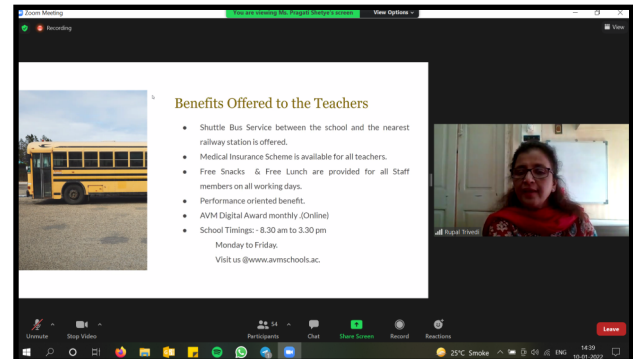 Zoom Meeting
You are viewing Ms. Pragati Shetye's screen
View Options
Recording
View
Benefits Offered to the Teachers
● Shuttle Bus Service between the school and the nearest
railway station is offered.
● Medical Insurance Scheme is available for all teachers.
● Free Snacks & Free Lunch are provided for all Staff
members on all working days.
● Performance oriented benefit.
● AVM Digital Award monthly .(Online)
● School Timings: - 8.30 am to 3.30 pm
Monday to Friday.
Visit us @www.avmschools.ac.
Rupal Trivedi
Unmute
Stop Video
54
Participants
Chat
Share Screen
Record
Reactions
Leave
25°C Smoke
ENG
14:39
10-01-2022